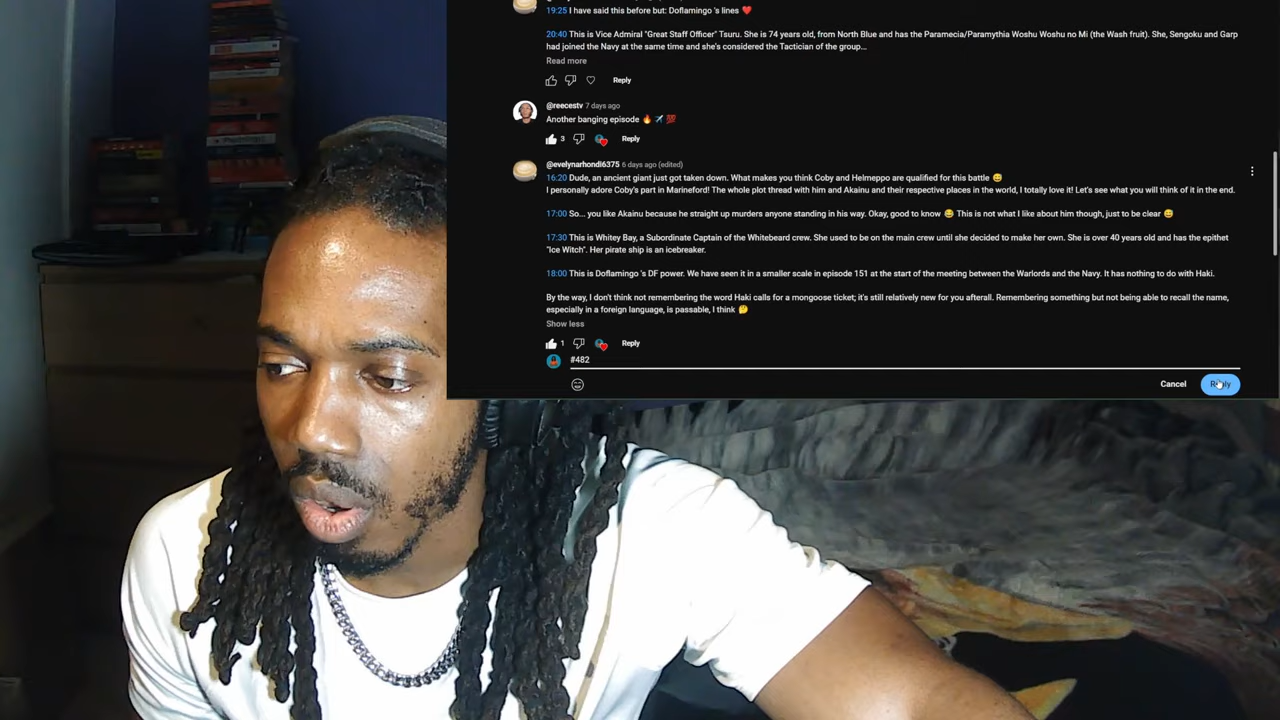 19:25 I have said this before but: Doflamingo 's lines ❤️
20:40 This is Vice Admiral "Great Staff Officer" Tsuru. She is 74 years old, from North Blue and has the Paramecia/Paramythia Woshu Woshu no Mi (the Wash fruit). She, Sengoku and Garp
had joined the Navy at the same time and she's considered the Tactician of the group...
Read more
Reply
@reecestv 7 days ago
Another banging episode 🔥 ✈️ 💯
3 Reply
@evelynarhondi6375 6 days ago (edited)
16:20 Dude, an ancient giant just got taken down. What makes you think Coby and Helmeppo are qualified for this battle 😅
I personally adore Coby's part in Marineford! The whole plot thread with him and Akainu and their respective places in the world, I totally love it! Let's see what you will think of it in the end.
17:00 So... you like Akainu because he straight up murders anyone standing in his way. Okay, good to know 😂 This is not what I like about him though, just to be clear 😅
17:30 This is Whitey Bay, a Subordinate Captain of the Whitebeard crew. She used to be on the main crew until she decided to make her own. She is over 40 years old and has the epithet
"Ice Witch". Her pirate ship is an icebreaker.
18:00 This is Doflamingo 's DF power. We have seen it in a smaller scale in episode 151 at the start of the meeting between the Warlords and the Navy. It has nothing to do with Haki.
By the way, I don't think not remembering the word Haki calls for a mongoose ticket; it's still relatively new for you afterall. Remembering something but not being able to recall the name,
especially in a foreign language, is passable, I think 🤔
Show less
1 Reply
#482
Cancel Reply